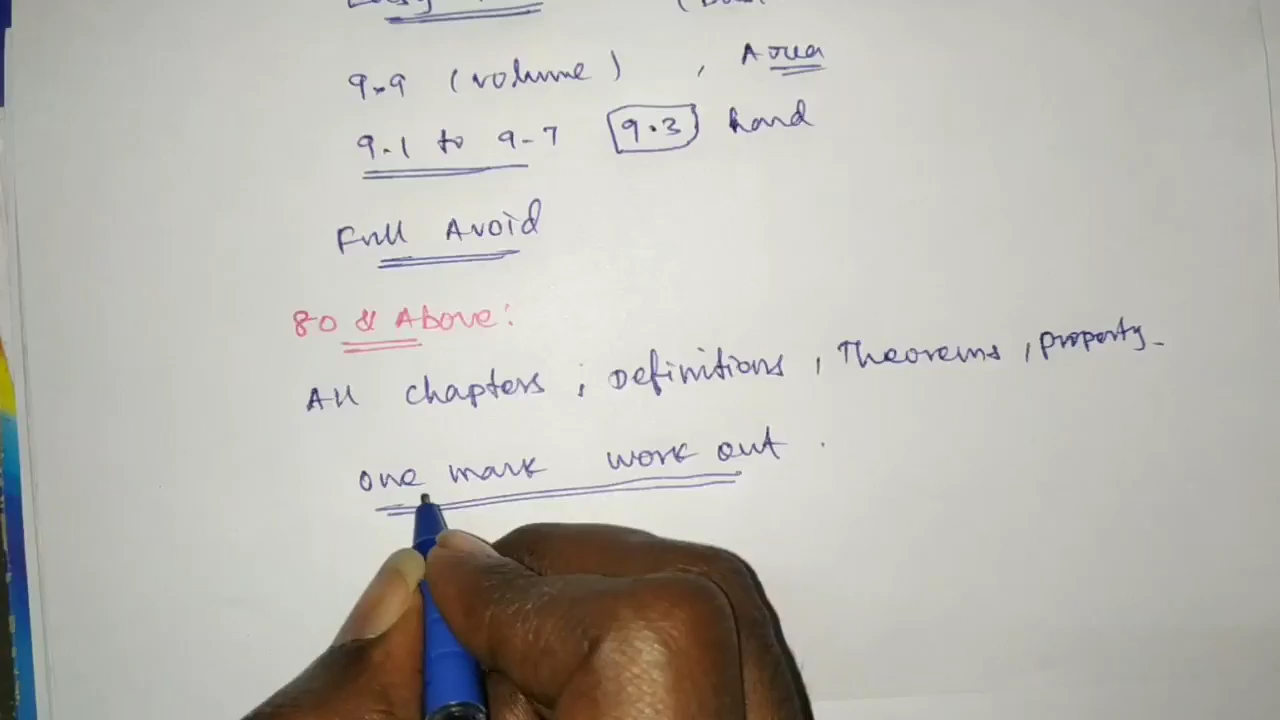 9.9 (volume) , Area
9.1 to 9-7 9.3 hard
Full Avoid
80 & Above:
All chapters ; Definitions , Theorems , property
one mark work out .